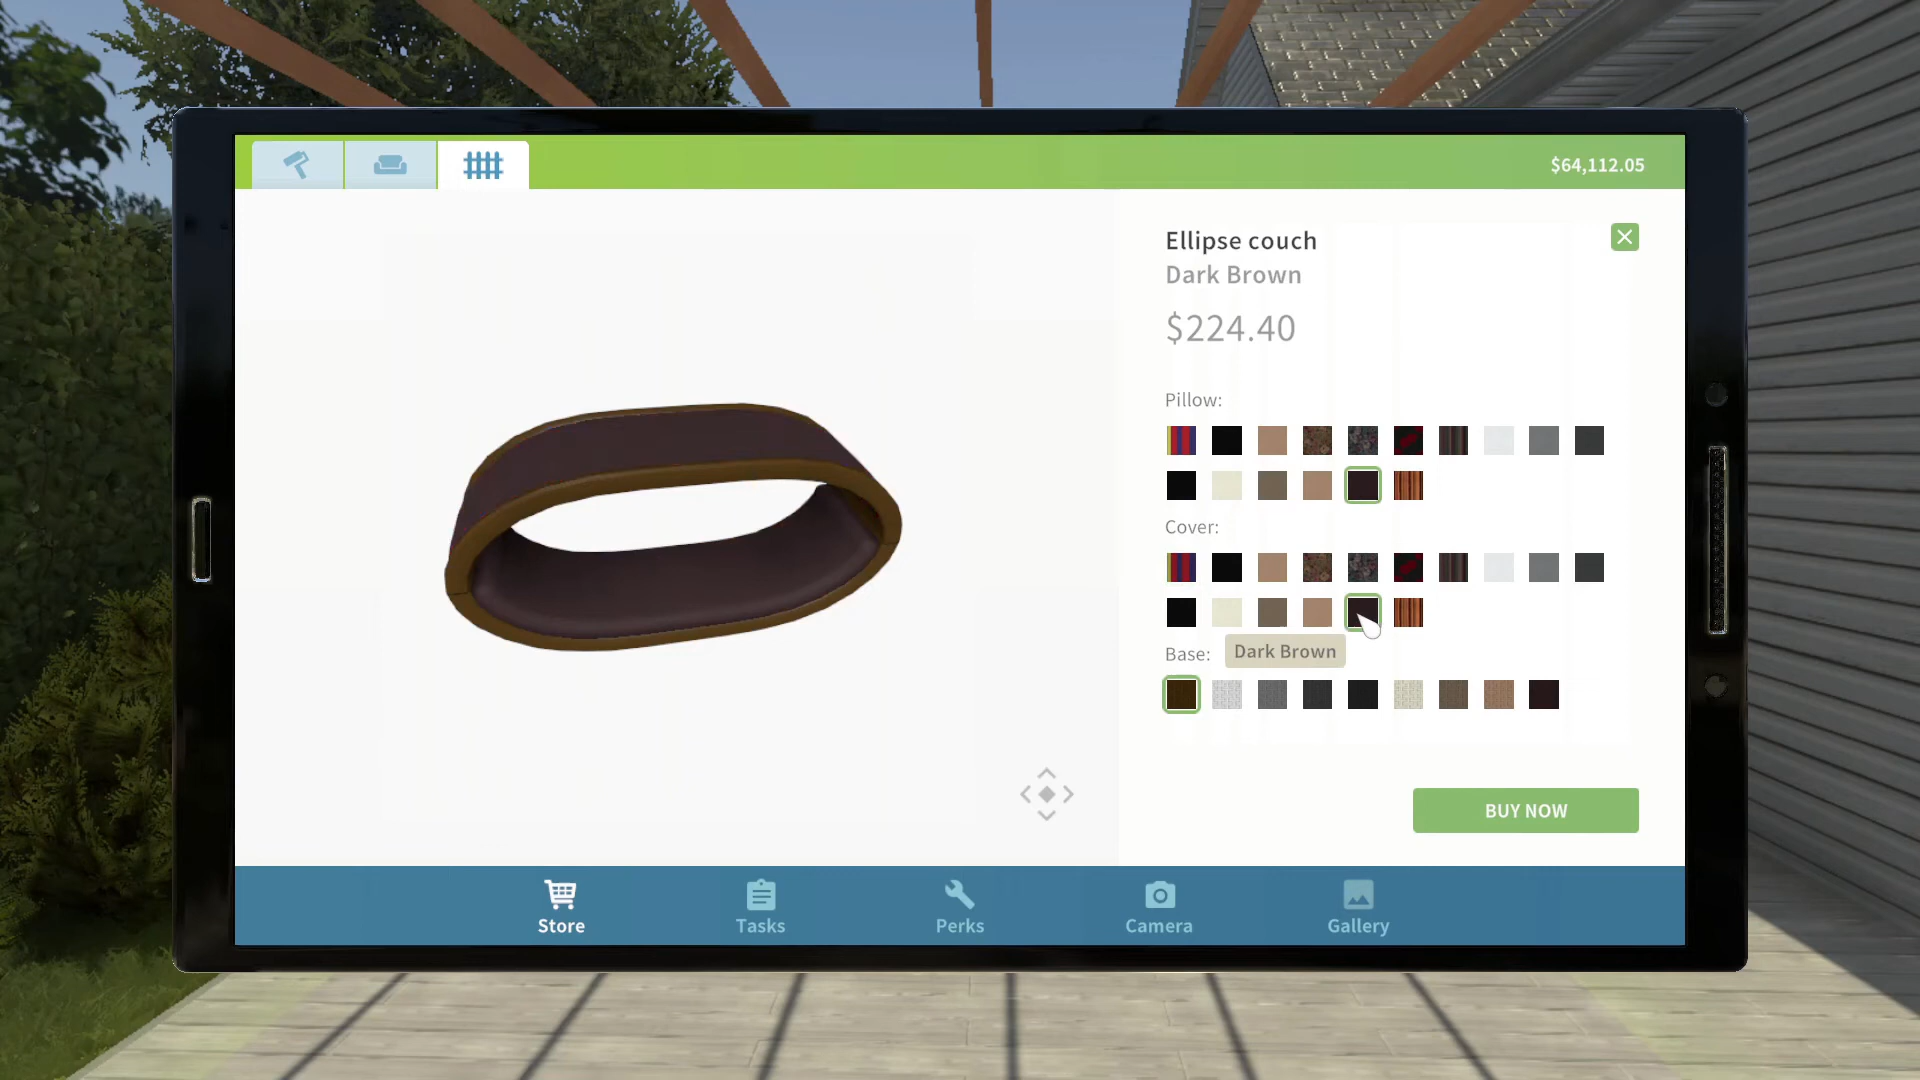 $64,112.05
Ellipse couch
Dark Brown
$224.40
Pillow:
Cover:
Base:
Dark Brown
BUY NOW
Store
Tasks
Perks
Camera
Gallery